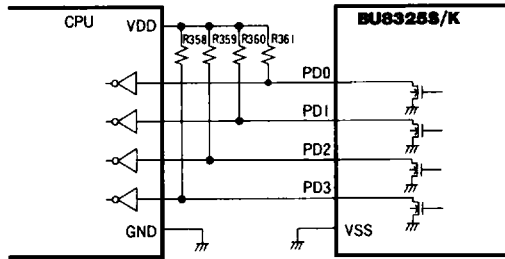 CPU
VDD
R358
R359
R360
R361
BU8325S/K
PD0
PD1
PD2
PD3
GND
VSS